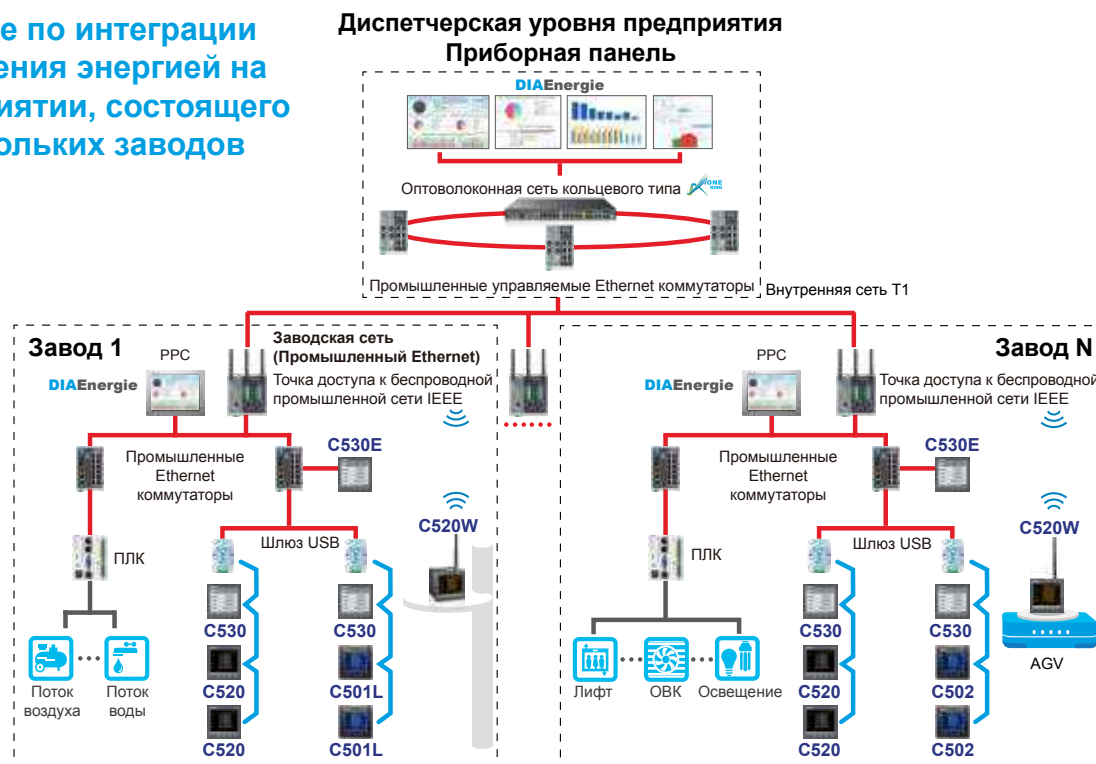 е по интеграции
ения энергией на
иятии, состоящего
ольких заводов
Диспетчерская уровня предприятия
Приборная панель
DIAEnergie
Оптоволоконная сеть кольцевого типа
ONE
RING
Промышленные управляемые Ethernet коммутаторы
Внутренняя сеть T1
Завод 1
PPC
Заводская сеть
(Промышленный Ethernet)
DIAEnergie
Точка доступа к беспроводной
промышленной сети IEEE
C530E
Промышленные
Ethernet
коммутаторы
C520W
ПЛК
Шлюз USB
C530
C530
C520
C501L
C520
C501L
Поток
воздуха
Поток
воды
Завод N
PPC
DIAEnergie
Точка доступа к беспроводной
промышленной сети IEEE
C530E
Промышленные
Ethernet
коммутаторы
C520W
ПЛК
Шлюз USB
C530
C530
AGV
Лифт
ОВК
Освещение
C520
C502
C520
C502